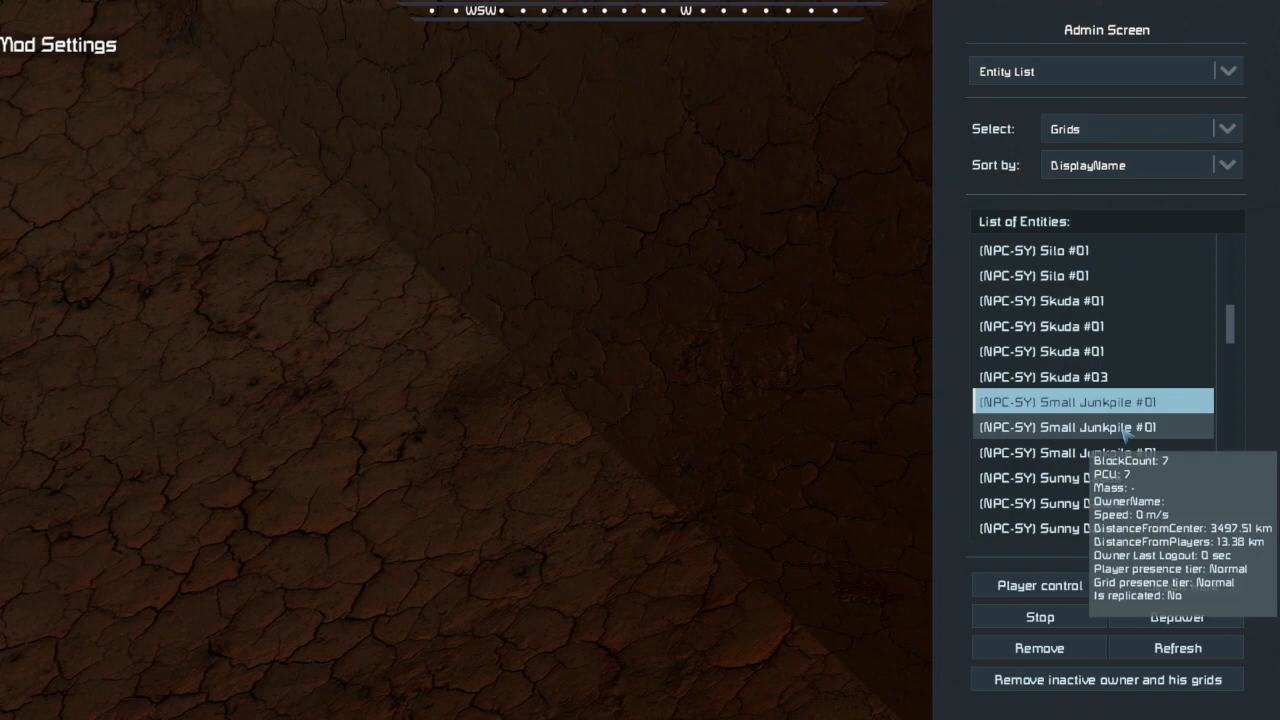 WSW W
Mod Settings
Admin Screen
Entity List
Select: Grids
Sort by: DisplayName
List of Entities:
(NPC-SY) Silo #01
(NPC-SY) Silo #01
(NPC-SY) Skuda #01
(NPC-SY) Skuda #01
(NPC-SY) Skuda #01
(NPC-SY) Skuda #03
(NPC-SY) Small Junkpile #01
(NPC-SY) Small Junkpile #01
(NPC-SY) Small Junkpile #01
(NPC-SY) Sunny D
(NPC-SY) Sunny D
(NPC-SY) Sunny D
BlockCount: 7
PCU: 7
Mass: -
OwnerName:
Speed: 0 m/s
DistanceFromCenter: 3497.51 km
DistanceFromPlayers: 13.38 km
Owner Last Logout: 0 sec
Player presence tier: Normal
Grid presence tier: Normal
Is replicated: No
Player control
Stop Depower
Remove Refresh
Remove inactive owner and his grids